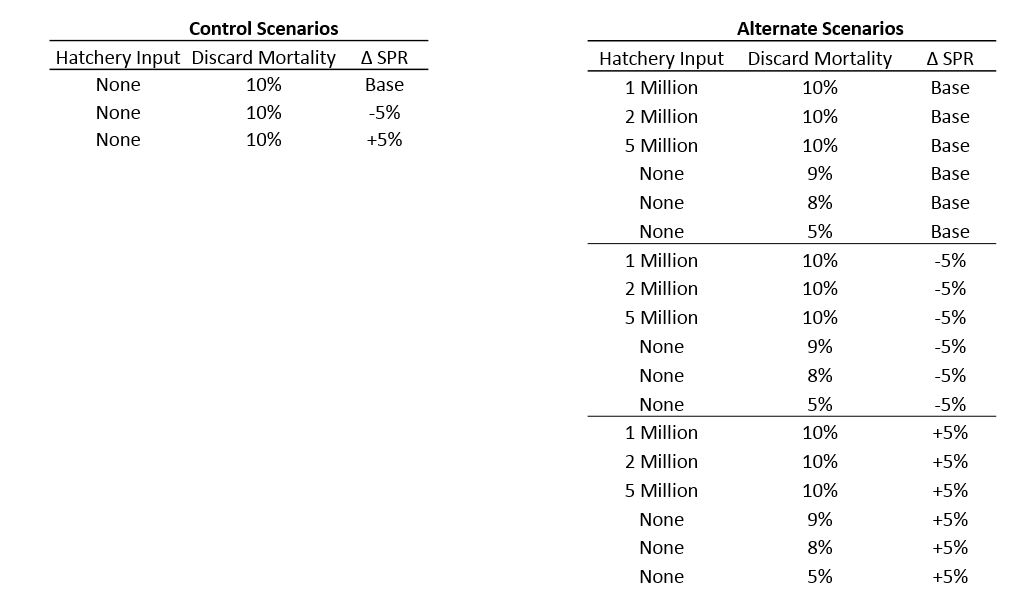 Control Scenarios
Hatchery Input Discard Mortality Δ SPR
None 10% Base
None 10% -5%
None 10% +5%
Alternate Scenarios
Hatchery Input Discard Mortality Δ SPR
1 Million 10% Base
2 Million 10% Base
5 Million 10% Base
None 9% Base
None 8% Base
None 5% Base
1 Million 10% -5%
2 Million 10% -5%
5 Million 10% -5%
None 9% -5%
None 8% -5%
None 5% -5%
1 Million 10% +5%
2 Million 10% +5%
5 Million 10% +5%
None 9% +5%
None 8% +5%
None 5% +5%